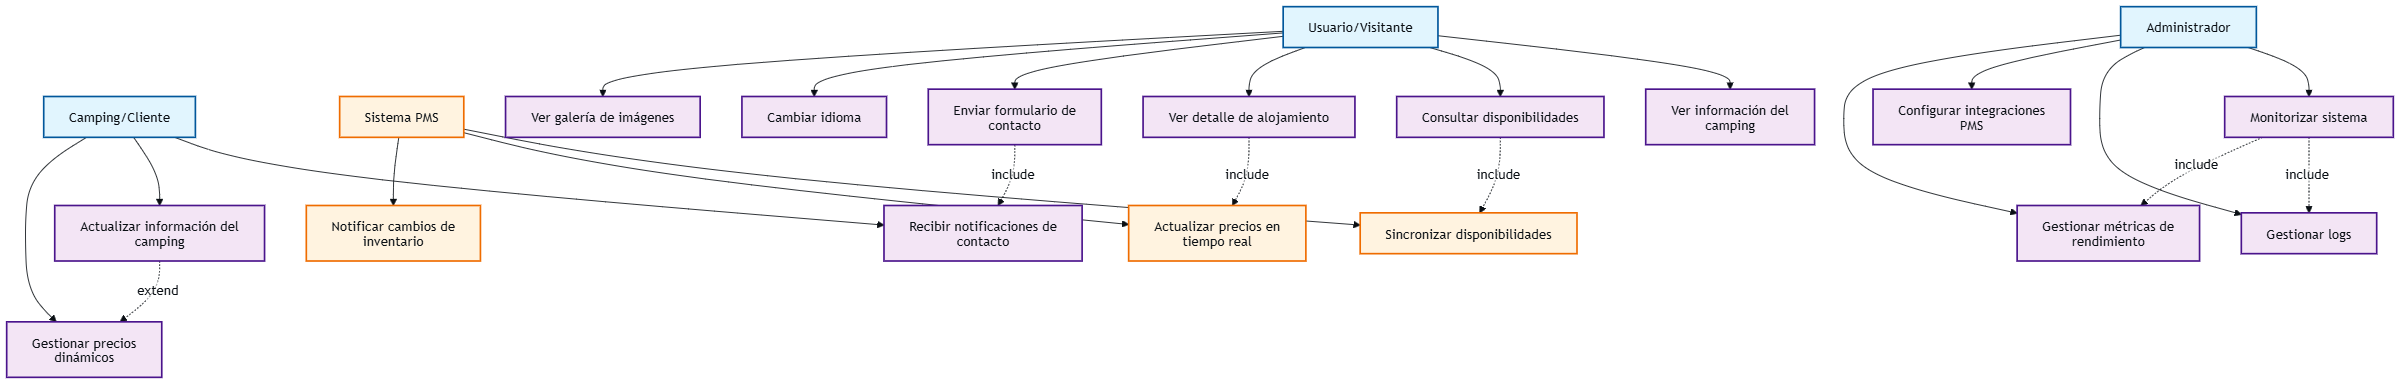 Usuario/Visitante
Administrador
Camping/Cliente
Sistema PMS
Ver galería de imágenes
Cambiar idioma
Enviar formulario de
contacto
Ver detalle de alojamiento
Consultar disponibilidades
Ver información del
camping
Configurar integraciones
PMS
Monitorizar sistema
include
include
include
include
include
Actualizar información del
camping
Notificar cambios de
inventario
Recibir notificaciones de
contacto
Actualizar precios en
tiempo real
Sincronizar disponibilidades
Gestionar métricas de
rendimiento
Gestionar logs
extend
Gestionar precios
dinámicos